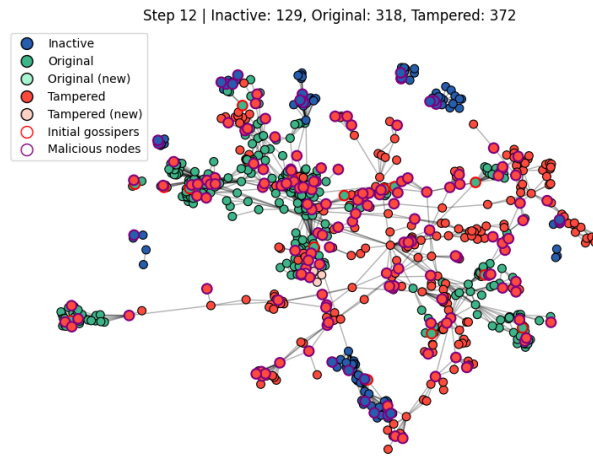 Step 12 | Inactive: 129, Original: 318, Tampered: 372
Inactive
Original
Original (new)
Tampered
Tampered (new)
Initial gossipers
Malicious nodes